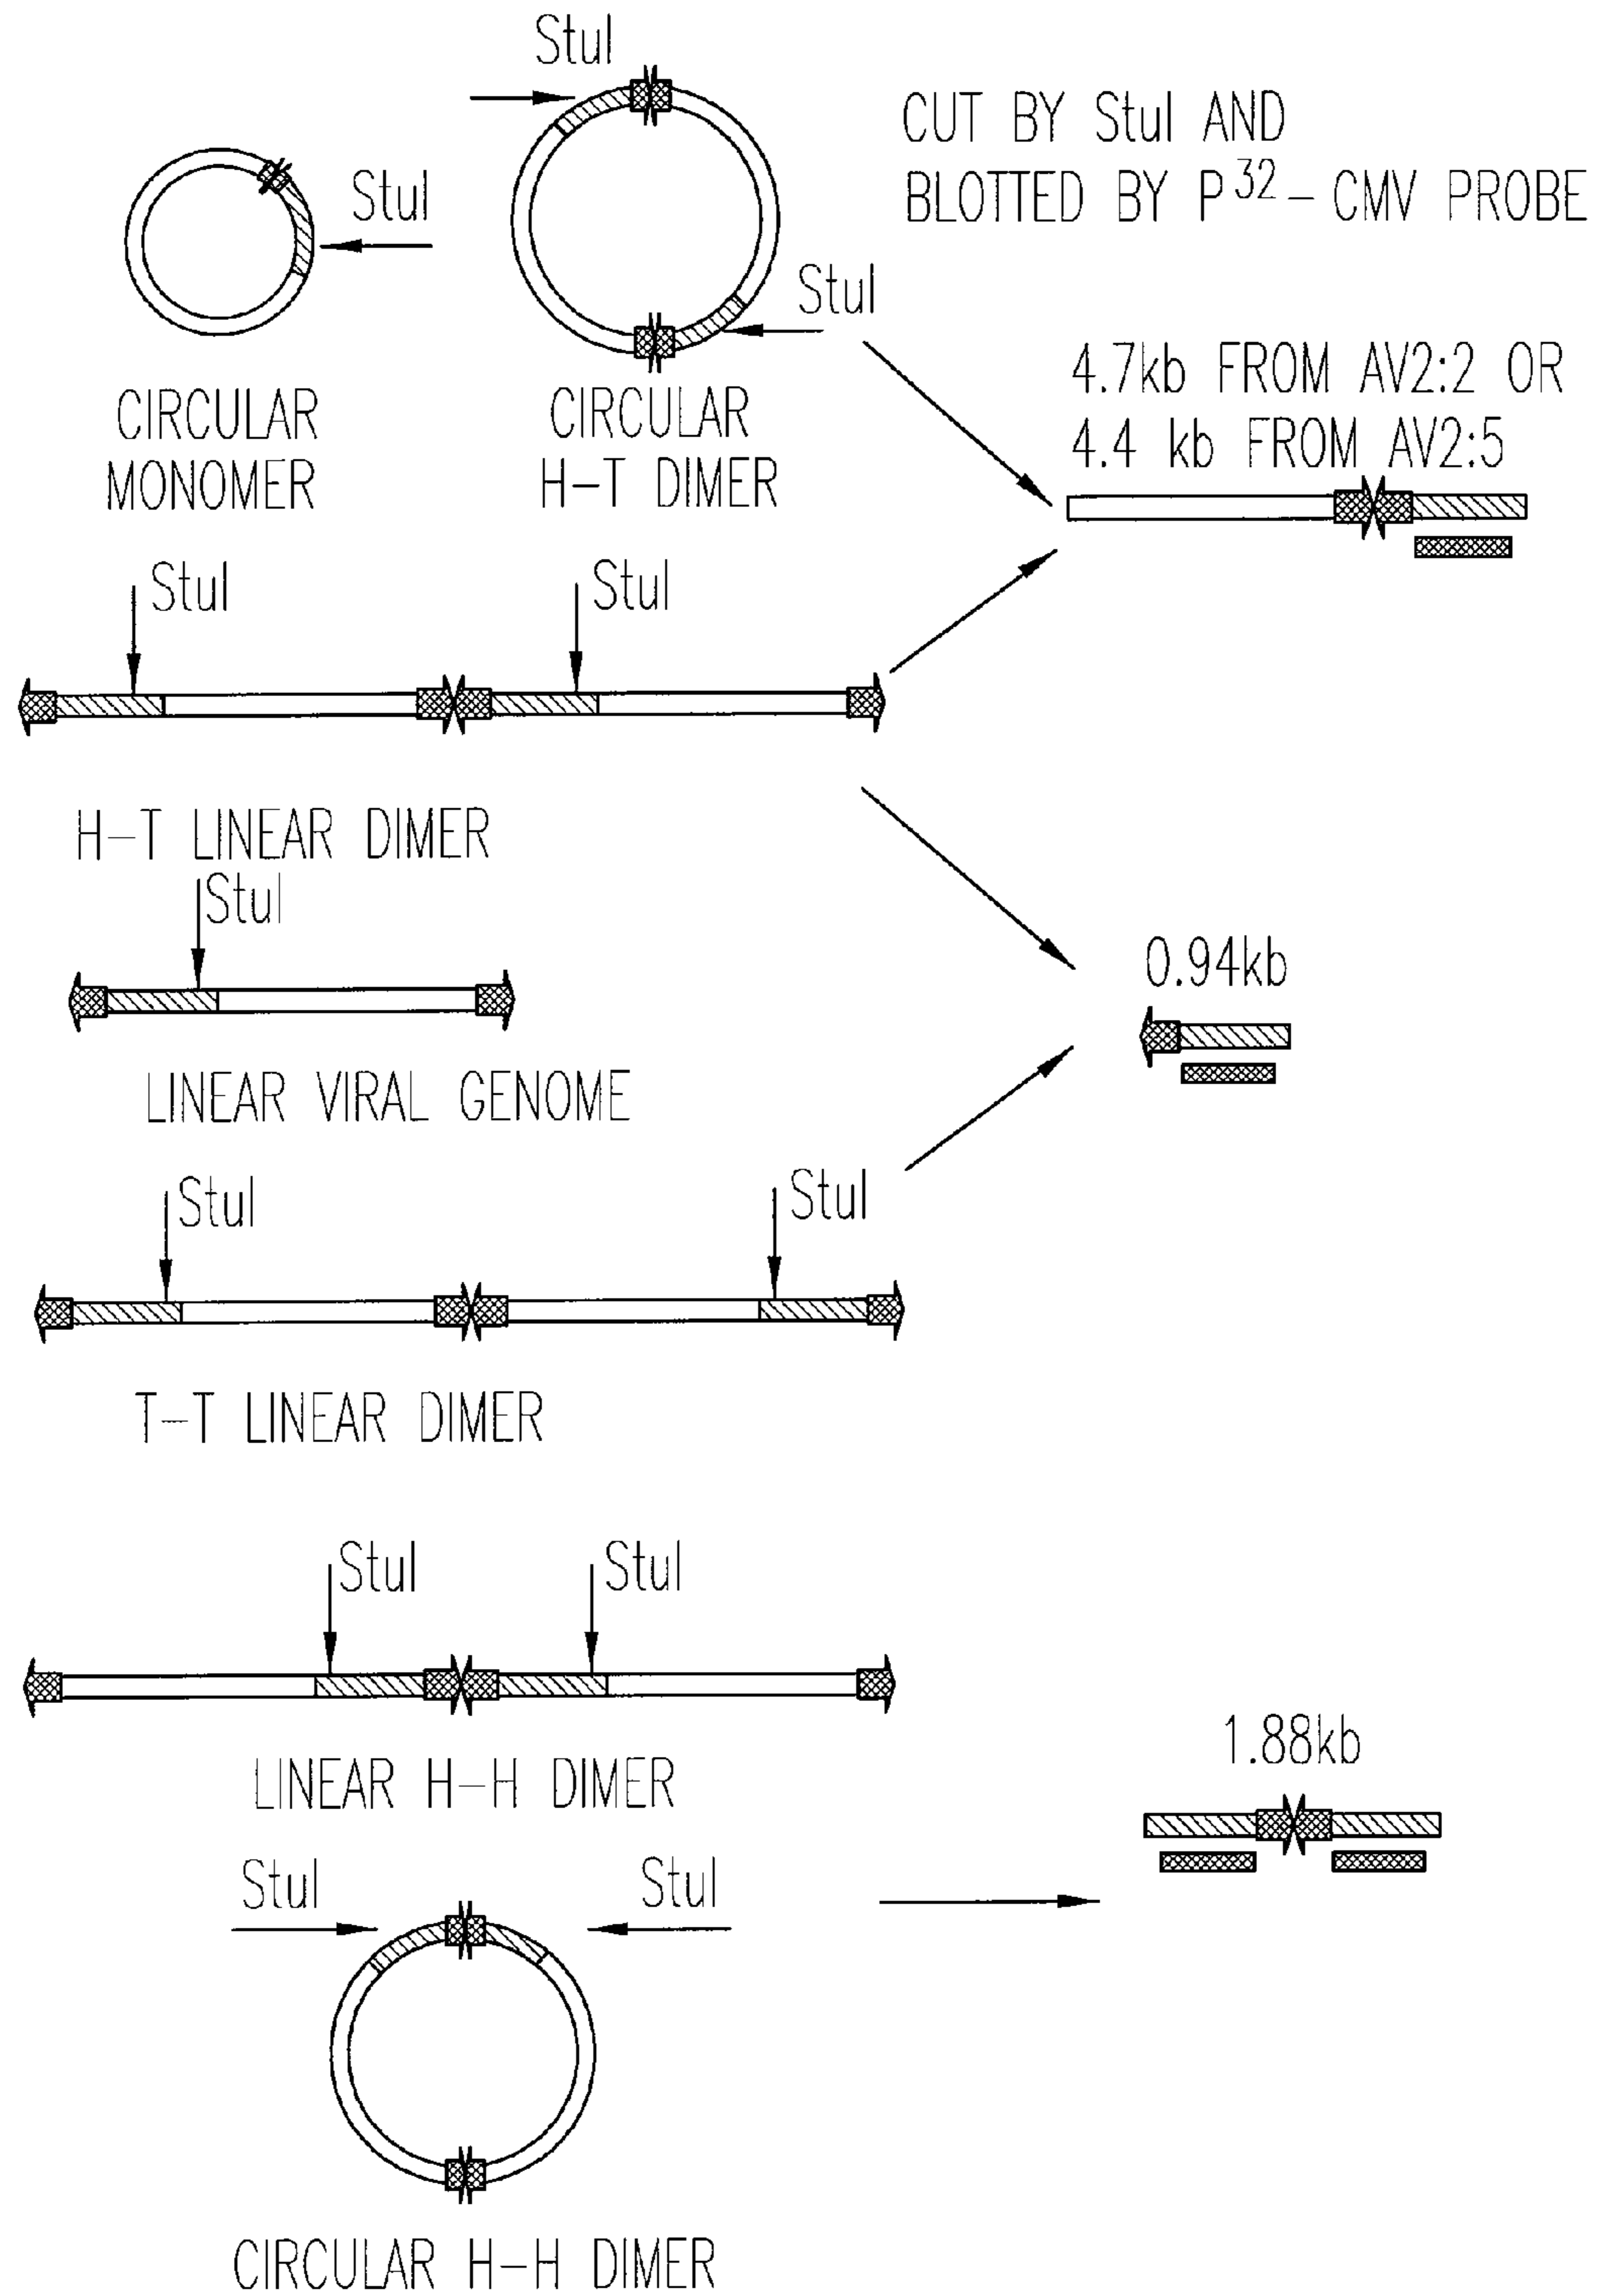 StuI
StuI
CUT BY StuI AND
BLOTTED BY P32- CMV PROBE
StuI
CIRCULAR
MONOMER
CIRCULAR
H-T DIMER
4.7kb FROM AV2:2 OR
4.4 kb FROM AV2:5
StuI
StuI
H-T LINEAR DIMER
StuI
LINEAR VIRAL GENOME
0.94kb
StuI
StuI
T-T LINEAR DIMER
StuI
StuI
LINEAR H-H DIMER
1.88kb
StuI
StuI
CIRCULAR H-H DIMER